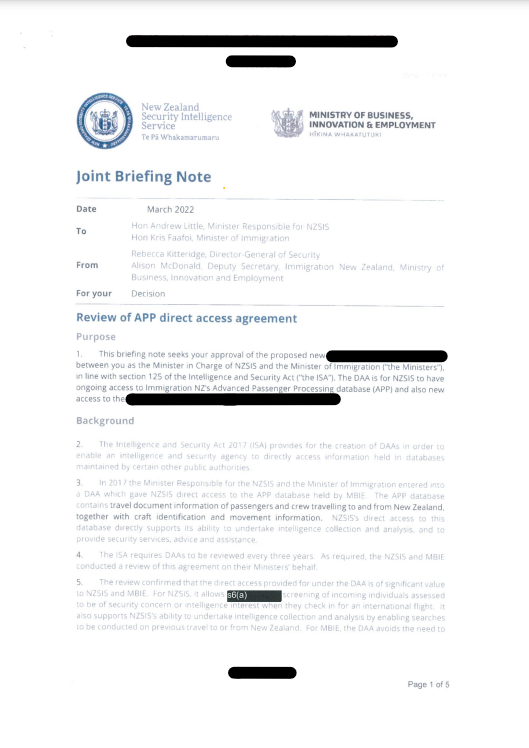 New Zealand
Security Intelligence
Service
Te Pā Whakamarumaru
MINISTRY OF BUSINESS,
INNOVATION & EMPLOYMENT
HĪKINA WHAKATUTUKI
Joint Briefing Note
Date March 2022
To Hon Andrew Little, Minister Responsible for NZSIS
Hon Kris Faafoi, Minister of Immigration
From Rebecca Kitteridge, Director-General of Security
Alison McDonald, Deputy Secretary, Immigration New Zealand, Ministry of
Business, Innovation and Employment
For your Decision
Review of APP direct access agreement
Purpose
1. This briefing note seeks your approval of the proposed new
between you as the Minister in Charge of NZSIS and the Minister of Immigration ("the Ministers"),
in line with section 125 of the Intelligence and Security Act ("the ISA"). The DAA is for NZSIS to have
ongoing access to Immigration NZ's Advanced Passenger Processing database (APP) and also new
access to the
Background
2. The Intelligence and Security Act 2017 (ISA) provides for the creation of DAAs in order to
enable an intelligence and security agency to directly access information held in databases
maintained by certain other public authorities.
3. In 2017 the Minister Responsible for the NZSIS and the Minister of Immigration entered into
a DAA which gave NZSIS direct access to the APP database held by MBIE. The APP database
contains travel document information of passengers and crew travelling to and from New Zealand,
together with craft identification and movement information. NZSIS's direct access to this
database directly supports its ability to undertake intelligence collection and analysis, and to
provide security services, advice and assistance.
4. The ISA requires DAAs to be reviewed every three years. As required, the NZSIS and MBIE
conducted a review of this agreement on their Ministers' behalf.
5. The review confirmed that the direct access provided for under the DAA is of significant value
to NZSIS and MBIE. For NZSIS, it allows s6(a) screening of incoming individuals assessed
to be of security concern or intelligence interest when they check in for an international flight. It
also supports NZSIS's ability to undertake intelligence collection and analysis by enabling searches
to be conducted on previous travel to or from New Zealand. For MBIE, the DAA avoids the need to
Page 1 of 5